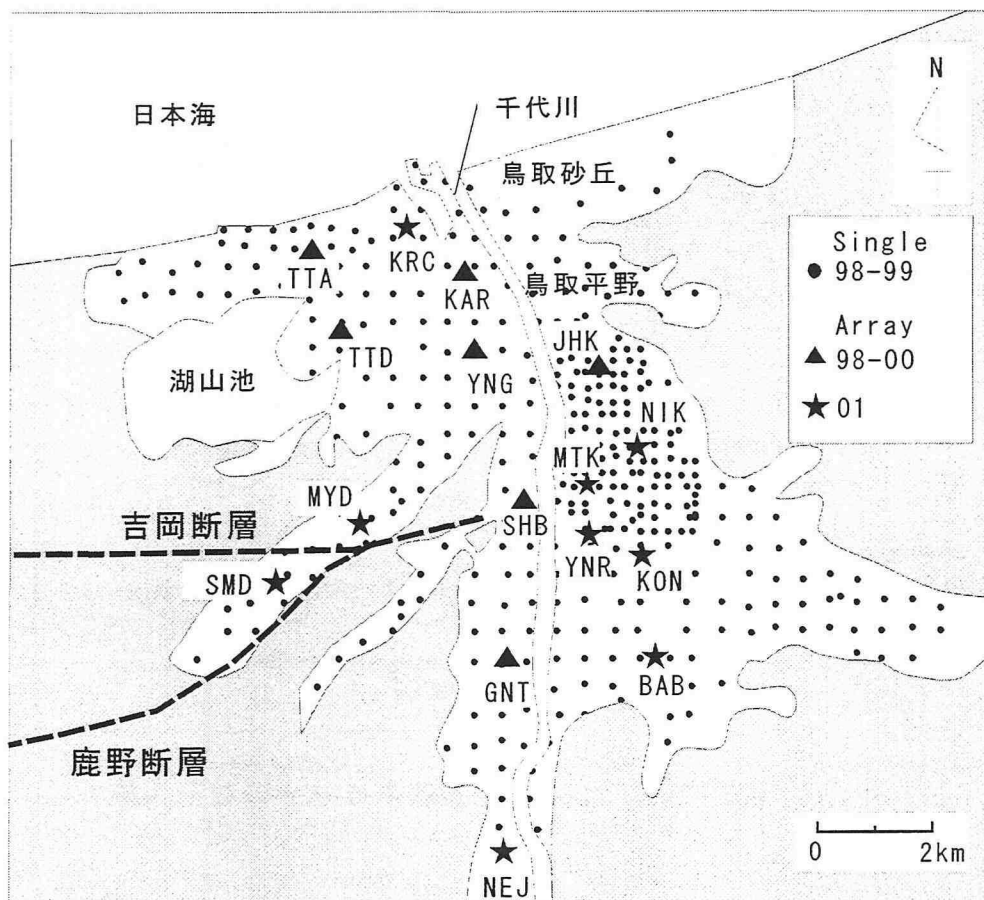 N
日本海
千代川
鳥取砂丘
Single
98-99
Array
98-00
01
KRC
TTA
KAR
鳥取平野
TTD
JHK
YNG
湖山池
NIK
MTK
MYD
SHB
吉岡断層
YNR
KON
SMD
GNT
BAB
鹿野断層
0 2km
NEJ